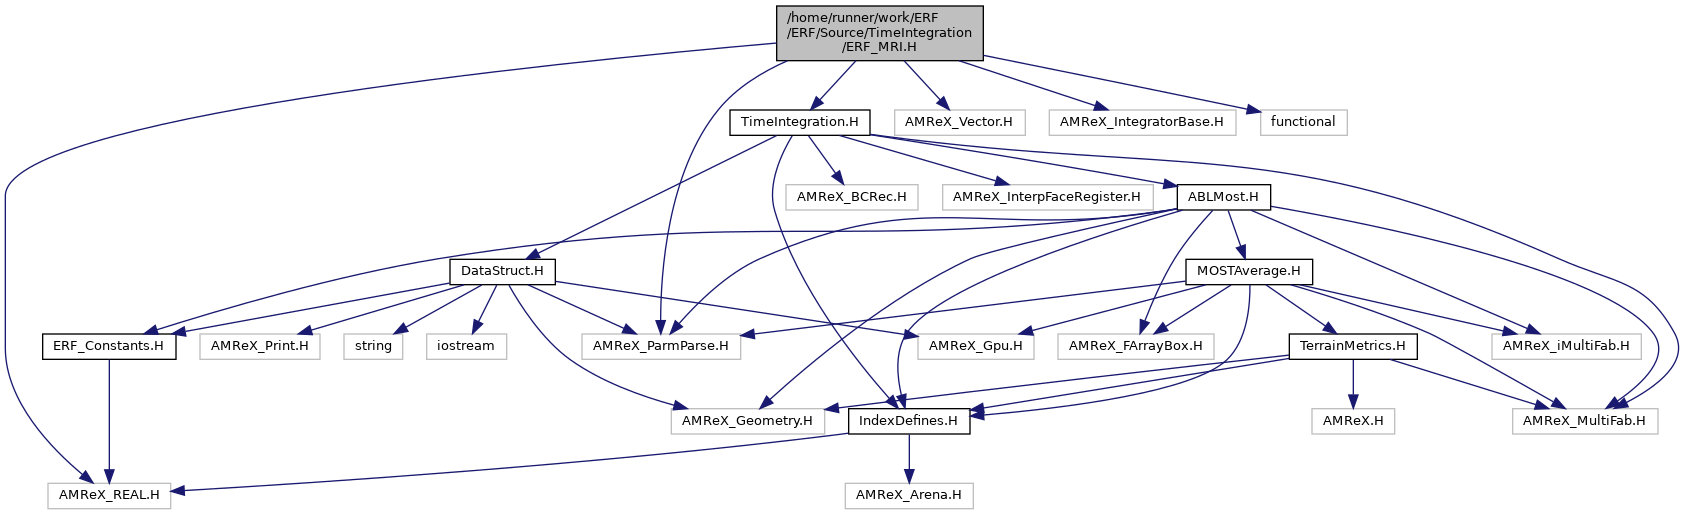 /home/runner/work/ERF
/ERF/Source/TimeIntegration
/ERF_MRI.H
TimeIntegration.H
AMReX_Vector.H
AMReX_IntegratorBase.H
functional
AMReX_BCRec.H
AMReX_InterpFaceRegister.H
ABLMost.H
DataStruct.H
MOSTAverage.H
ERF_Constants.H
AMReX_Print.H
string
iostream
AMReX_ParmParse.H
AMReX_Gpu.H
AMReX_FArrayBox.H
TerrainMetrics.H
AMReX_iMultiFab.H
AMReX_Geometry.H
IndexDefines.H
AMReX.H
AMReX_MultiFab.H
AMReX_REAL.H
AMReX_Arena.H